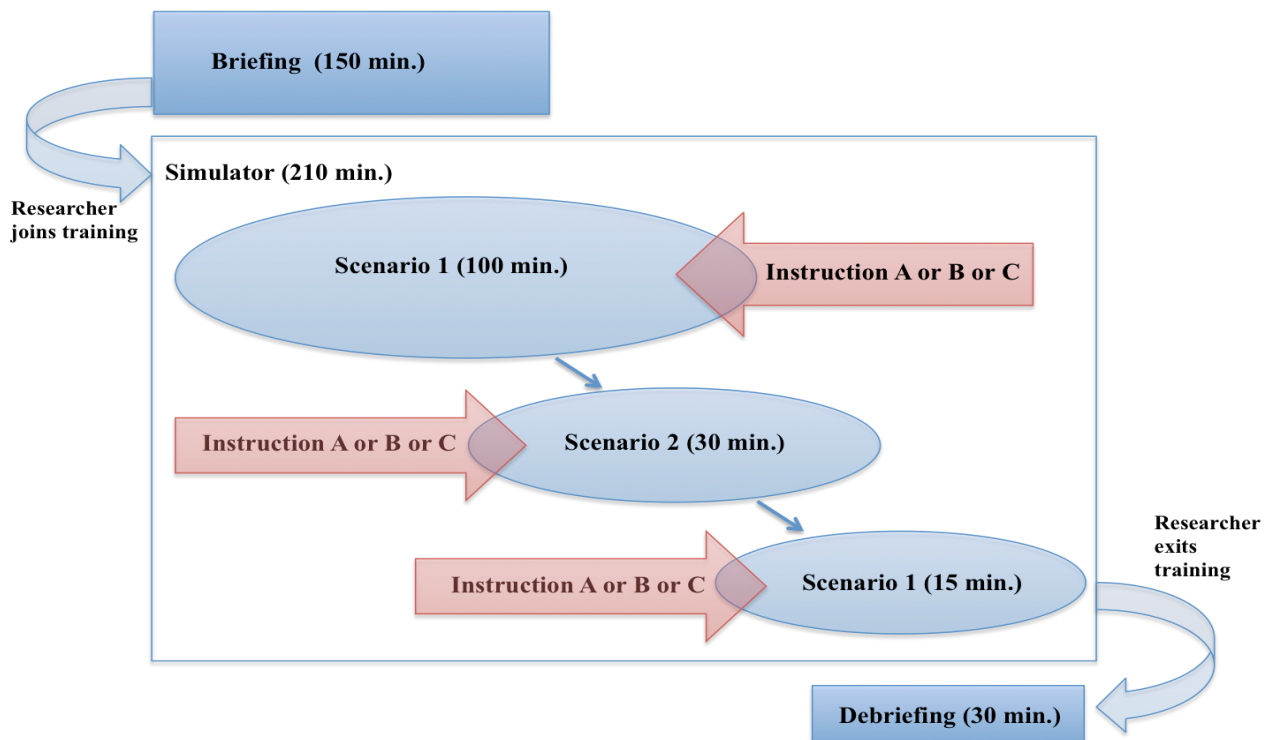 Briefing  (150 min.)
Simulator (210 min.)
Researcher
joins training
Scenario 1 (100 min.)
Instruction A or B or C
Instruction A or B or C
Scenario 2 (30 min.)
Instruction A or B or C
Scenario 1 (15 min.)
Researcher
exits
training
Debriefing (30 min.)